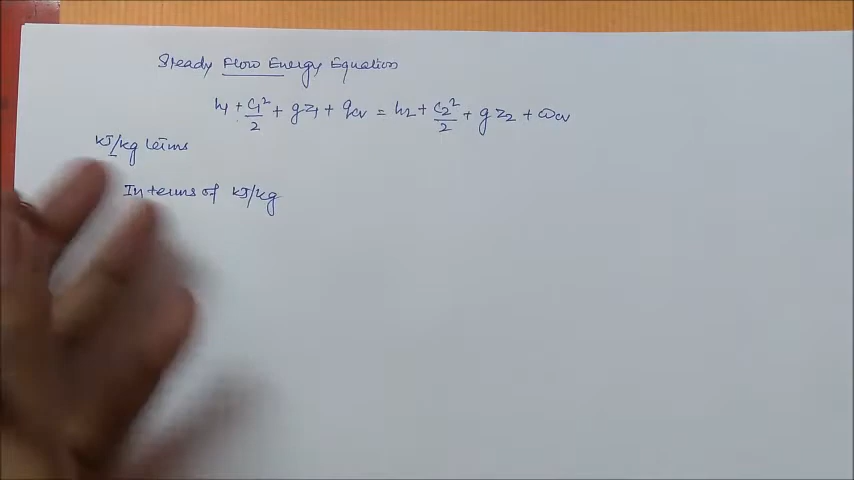 Steady Flow Energy Equation
h₁ + C₁²/2 + gz₁ + qcv = h₂ + C₂²/2 + gz₂ + ωcv
kJ/kg terms
In terms of kJ/kg